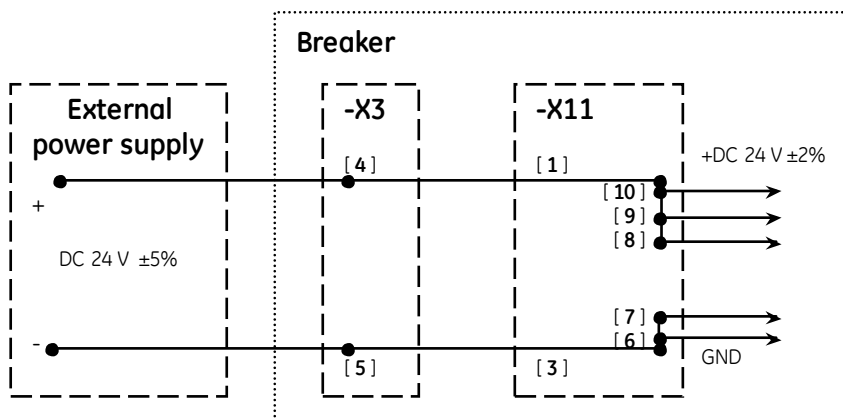 Breaker
External
power supply
-X3
-X11
[ 4 ]
[ 1 ]
+DC 24 V ±2%
[ 10 ]
+
[ 9 ]
[ 8 ]
DC 24 V ±5%
[ 7 ]
-
[ 6 ]
GND
[ 5 ]
[ 3 ]